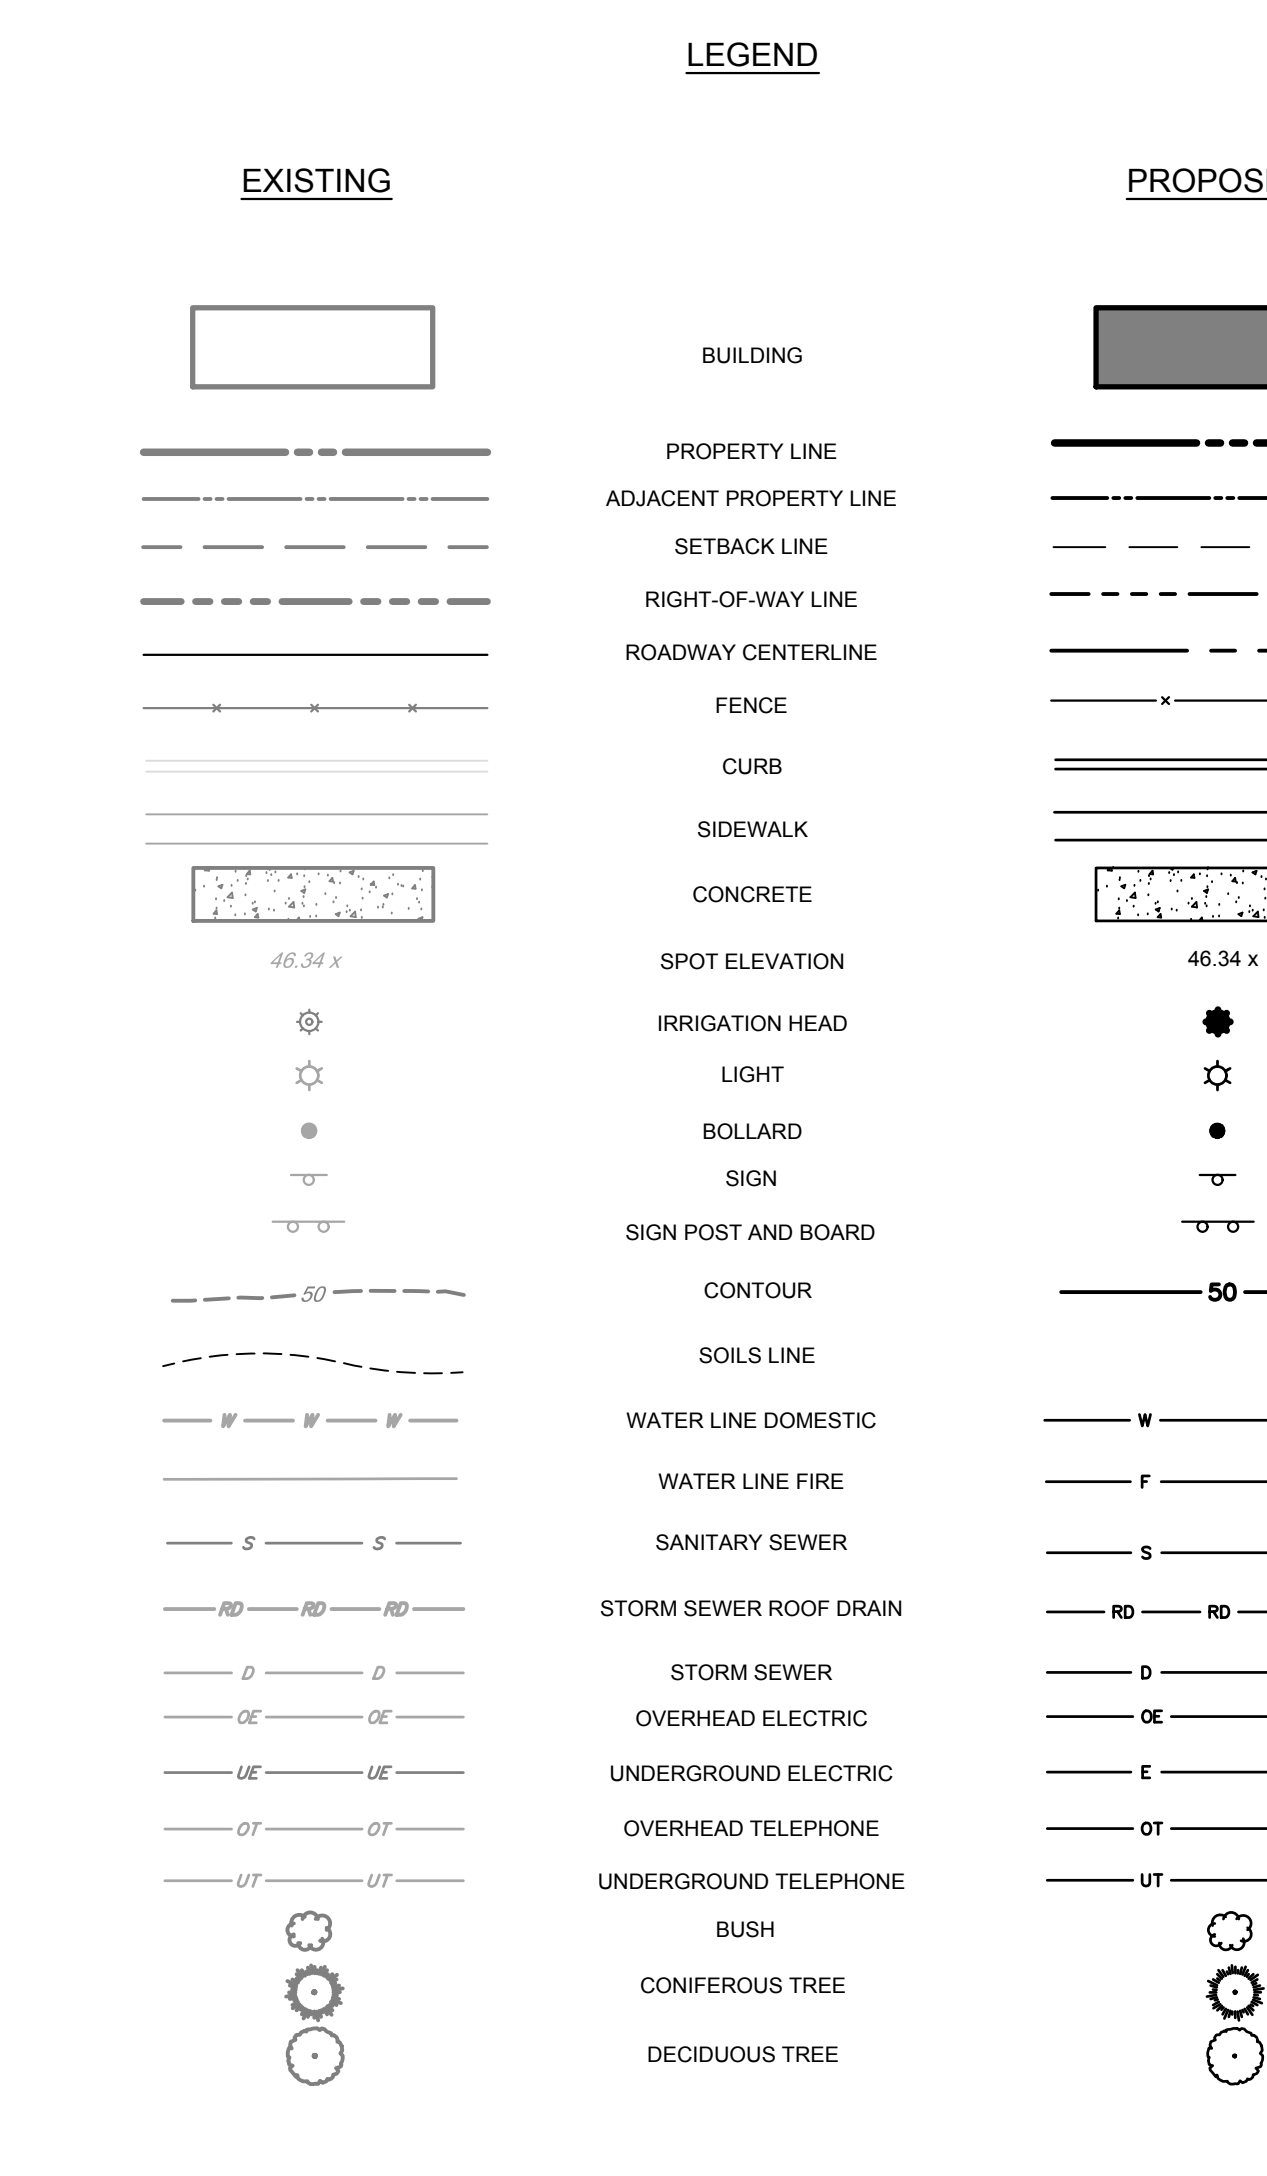 LEGEND
EXISTING PROPOS
BUILDING
PROPERTY LINE
ADJACENT PROPERTY LINE
SETBACK LINE
RIGHT-OF-WAY LINE
ROADWAY CENTERLINE
x x x FENCE x
CURB
SIDEWALK
CONCRETE
46.34 x SPOT ELEVATION 46.34 x
IRRIGATION HEAD
LIGHT
BOLLARD
SIGN
SIGN POST AND BOARD
50 CONTOUR 50
SOILS LINE
W W W WATER LINE DOMESTIC W
WATER LINE FIRE F
S S SANITARY SEWER S
RD RD RD STORM SEWER ROOF DRAIN RD RD
D D STORM SEWER D
OE OE OVERHEAD ELECTRIC OE
UE UE UNDERGROUND ELECTRIC E
OT OT OVERHEAD TELEPHONE OT
UT UT UNDERGROUND TELEPHONE UT
BUSH
CONIFEROUS TREE
DECIDUOUS TREE